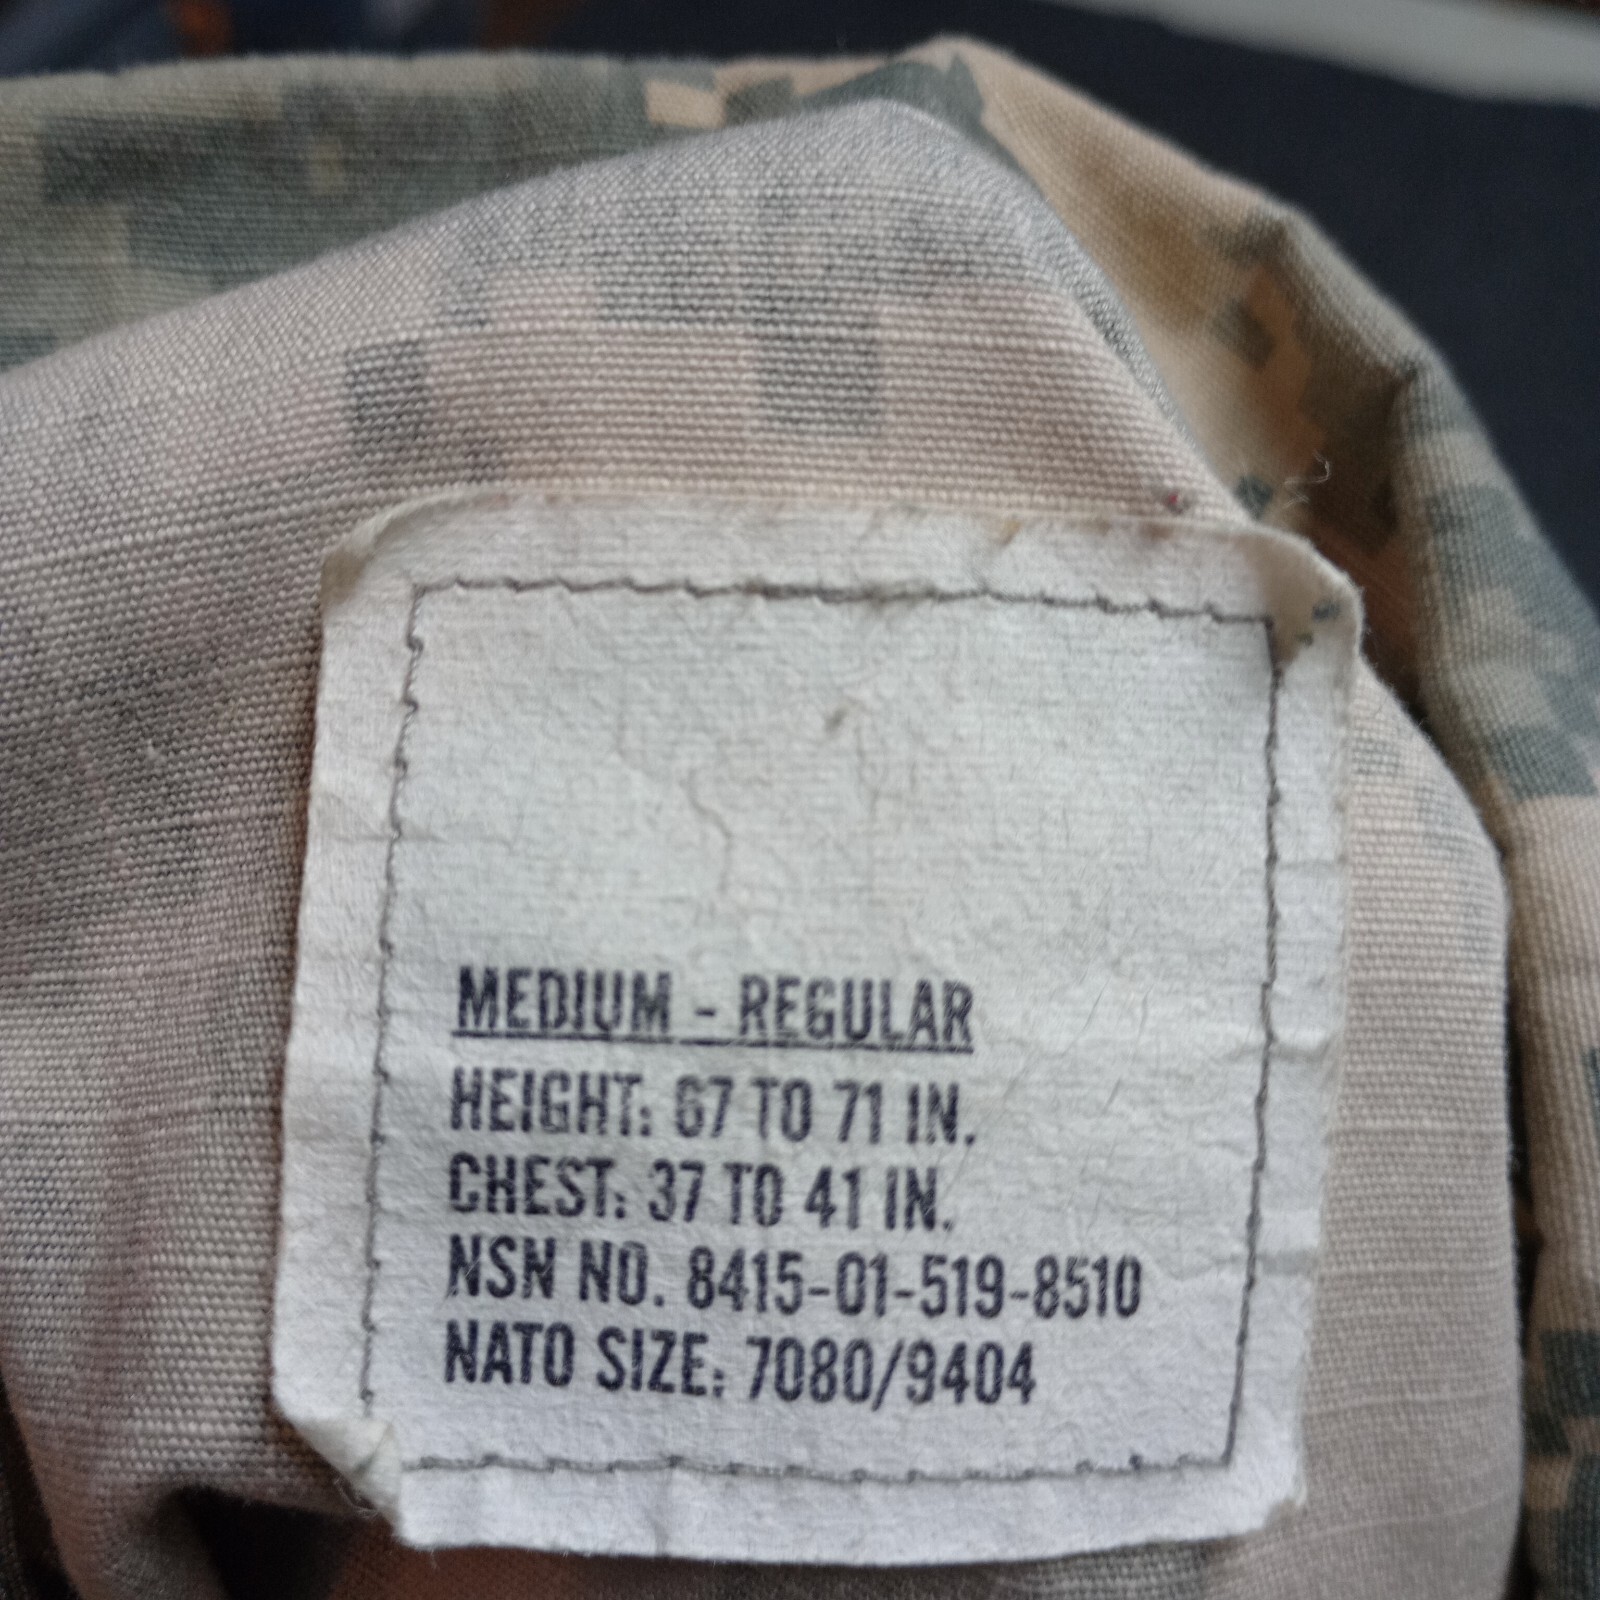 MEDIUM - REGULAR
HEIGHT: 67 TO 71 IN.
CHEST: 37 TO 41 IN.
NSN NO. 8415-01-519-8510
NATO SIZE: 7080/9404